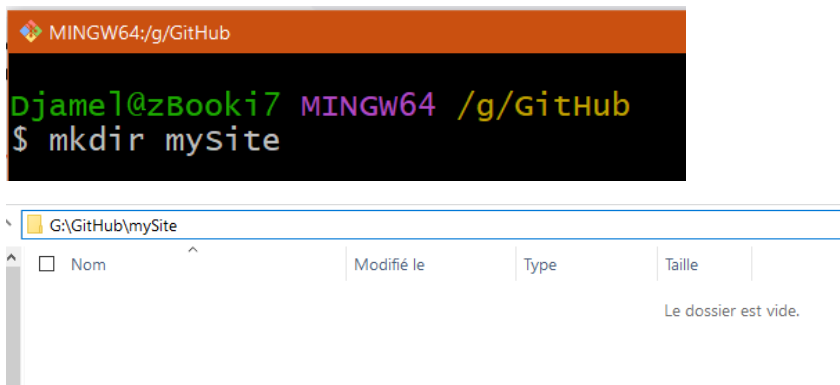 MINGW64:/g/GitHub
Djamel@zBooki7 MINGW64 /g/GitHub
$ mkdir mySite
G:\GitHub\mySite
Nom Modifié le Type Taille
Le dossier est vide.